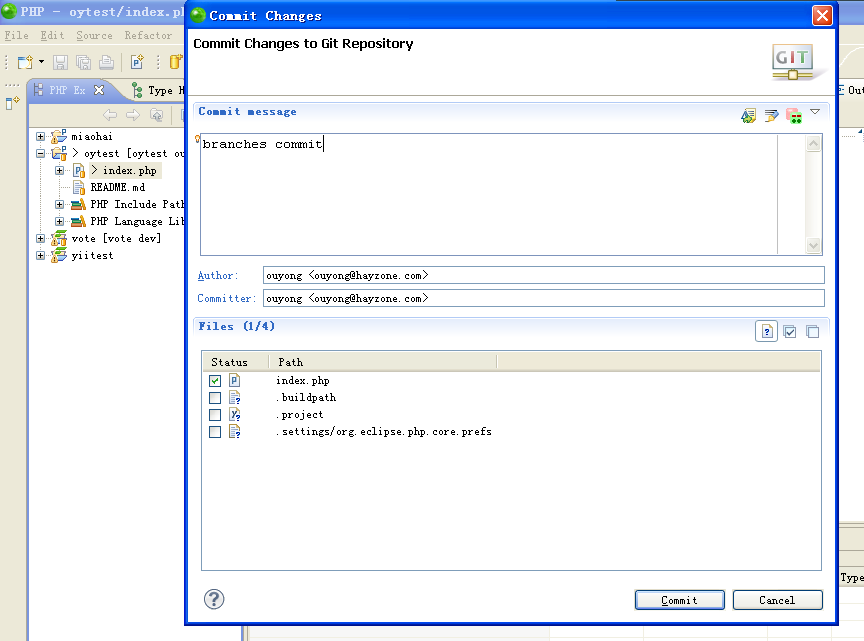 PHP - oytest/index.p
Commit Changes
File Edit Source Refactor
Commit Changes to Git Repository
GIT
PHP Ex
Type H
Out
Commit message
branches commit
miaohai
> oytest [oytest ou
> index.php
README.md
PHP Include Path
PHP Language Lib
vote [vote dev]
yiitest
Author:
ouyong <ouyong@hayzone.com>
Committer:
ouyong <ouyong@hayzone.com>
Files (1/4)
Status Path
index.php
.buildpath
.project
.settings/org.eclipse.php.core.prefs
Type
Commit
Cancel